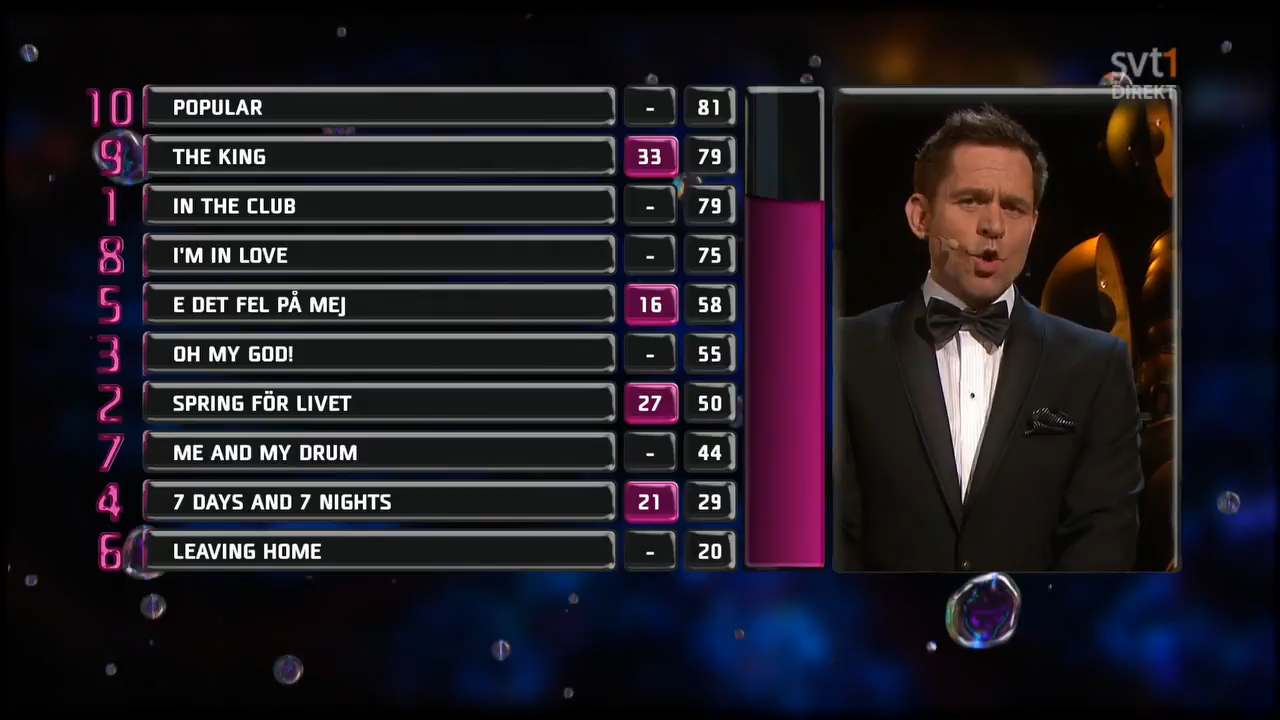 svt1
DIREKT
10 POPULAR - 81
9 THE KING 33 79
1 IN THE CLUB - 79
8 I'M IN LOVE - 75
5 E DET FEL PÅ MEJ 16 58
3 OH MY GOD! - 55
2 SPRING FÖR LIVET 27 50
7 ME AND MY DRUM - 44
4 7 DAYS AND 7 NIGHTS 21 29
6 LEAVING HOME - 20